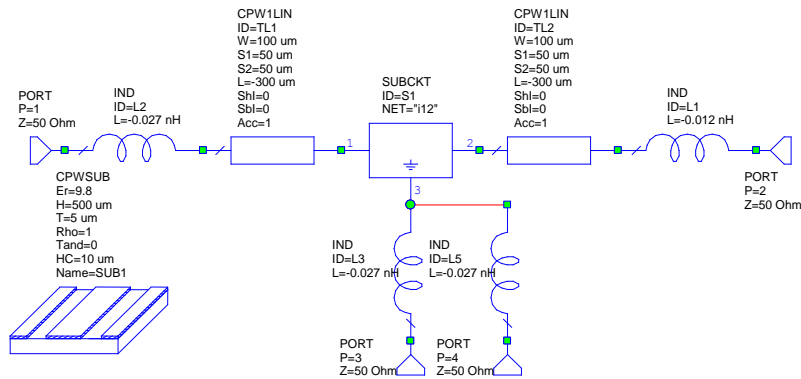 CPW1LIN
ID=TL1
W=100 um
S1=50 um
S2=50 um
L=-300 um
ShI=0
SbI=0
Acc=1
CPW1LIN
ID=TL2
W=100 um
S1=50 um
S2=50 um
L=-300 um
ShI=0
SbI=0
Acc=1
SUBCKT
ID=S1
NET="i12"
PORT
P=1
Z=50 Ohm
IND
ID=L2
L=-0.027 nH
IND
ID=L1
L=-0.012 nH
1
2
3
PORT
P=2
Z=50 Ohm
CPWSUB
Er=9.8
H=500 um
T=5 um
Rho=1
Tand=0
HC=10 um
Name=SUB1
IND
ID=L3
L=-0.027 nH
IND
ID=L5
L=-0.027 nH
PORT
P=3
Z=50 Ohm
PORT
P=4
Z=50 Ohm